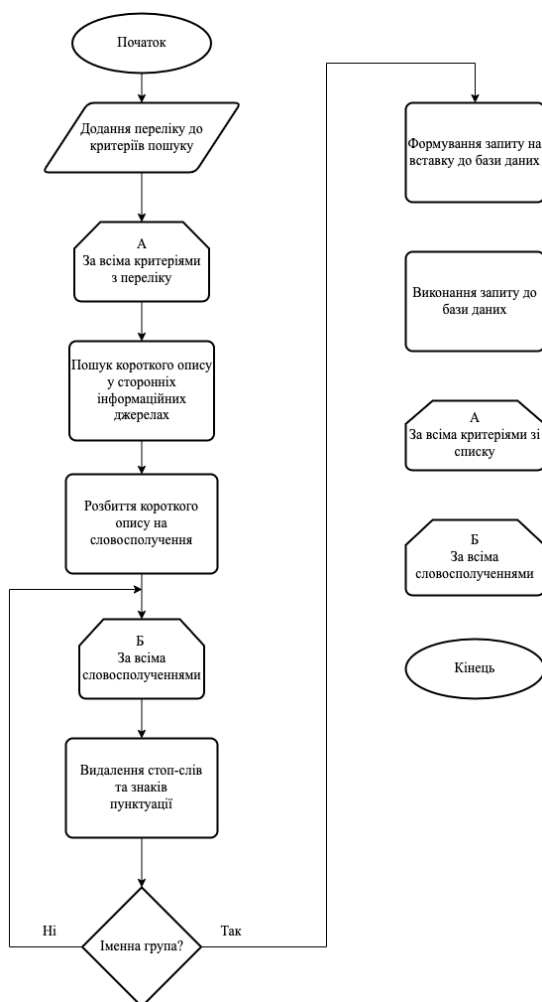 Початок
Додання переліку до
критеріїв пошуку
А
За всіма критеріями
з переліку
Пошук короткого опису
у сторонніх
інформаційних
джерелах
Розбиття короткого
опису на
словосполучення
Б
За всіма
словосполученнями
Видалення стоп-слів
та знаків
пунктуації
Ні
Іменна група?
Так
Формування запиту на
вставку до бази даних
Виконання запиту до
бази даних
А
За всіма критеріями зі
списку
Б
За всіма
словосполученнями
Кінець